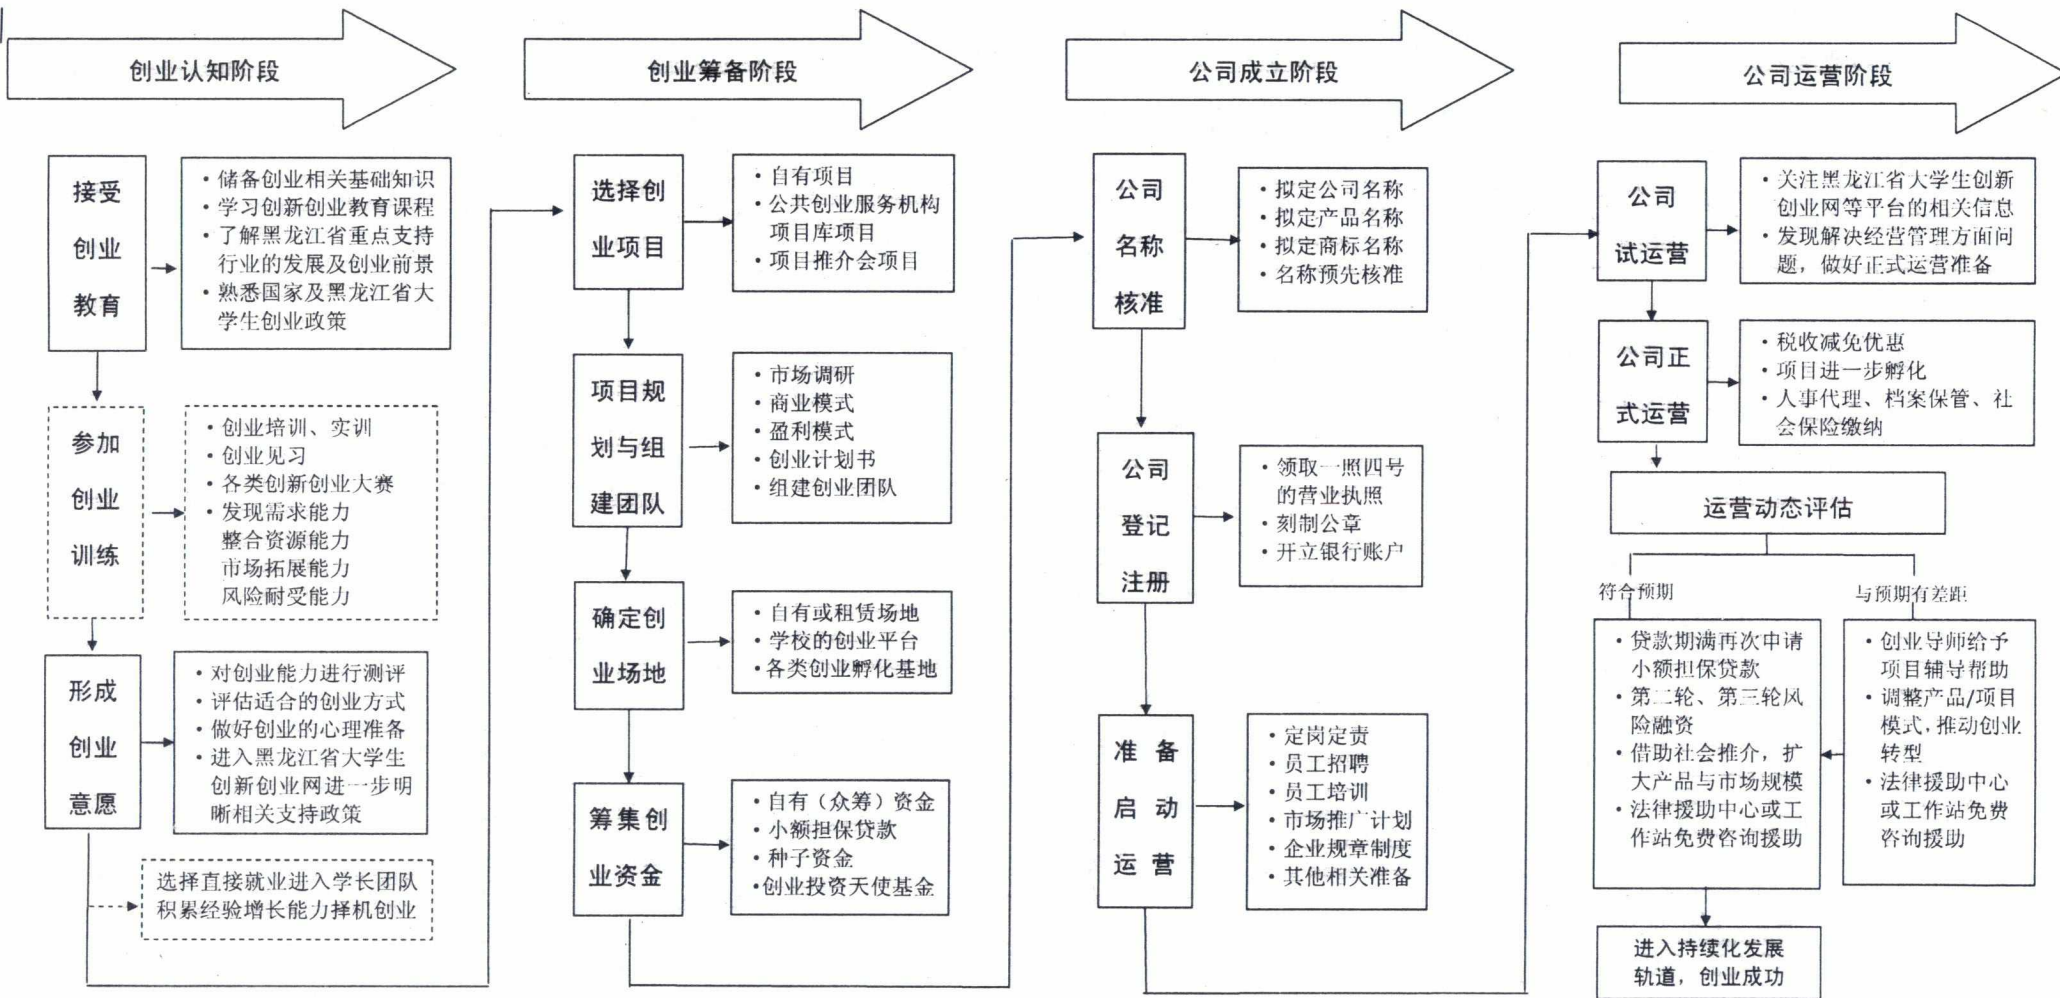 创业认知阶段
接受
创业
教育
・储备创业相关基础知识
・学习创新创业教育课程
・了解黑龙江省重点支持
行业的发展及创业前景
・熟悉国家及黑龙江省大
学生创业政策
参加
创业
训练
・创业培训、实训
・创业见习
・各类创新创业大赛
・发现需求能力
整合资源能力
市场拓展能力
风险耐受能力
形成
创业
意愿
・对创业能力进行测评
・评估适合的创业方式
・做好创业的心理准备
・进入黑龙江省大学生
创新创业网进一步明
晰相关支持政策
选择直接就业进入学长团队
积累经验增长能力择机创业
创业筹备阶段
选择创
业项目
・自有项目
・公共创业服务机构
项目库项目
・项目推介会项目
项目规
划与组
建团队
・市场调研
・商业模式
・盈利模式
・创业计划书
・组建创业团队
确定创
业场地
・自有或租赁场地
・学校的创业平台
・各类创业孵化基地
筹集创
业资金
・自有（众筹）资金
・小额担保贷款
・种子资金
・创业投资天使基金
公司成立阶段
公司
名称
核准
・拟定公司名称
・拟定产品名称
・拟定商标名称
・名称预先核准
公司
登记
注册
・领取一照四号
的营业执照
・刻制公章
・开立银行账户
准备
启动
运营
・定岗定责
・员工招聘
・员工培训
・市场推广计划
・企业规章制度
・其他相关准备
公司运营阶段
公司
试运营
・关注黑龙江省大学生创新
创业网等平台的相关信息
・发现解决经营管理方面问
题，做好正式运营准备
公司正
式运营
・税收减免优惠
・项目进一步孵化
・人事代理、档案保管、社
会保险缴纳
运营动态评估
符合预期
与预期有差距
・贷款期满再次申请
小额担保贷款
・第二轮、第三轮风
险融资
・借助社会推介，扩
大产品与市场规模
・法律援助中心或工
作站免费咨询援助
・创业导师给予
项目辅导帮助
・调整产品/项目
模式，推动创业
转型
・法律援助中心
或工作站免费
咨询援助
进入持续化发展
轨道，创业成功